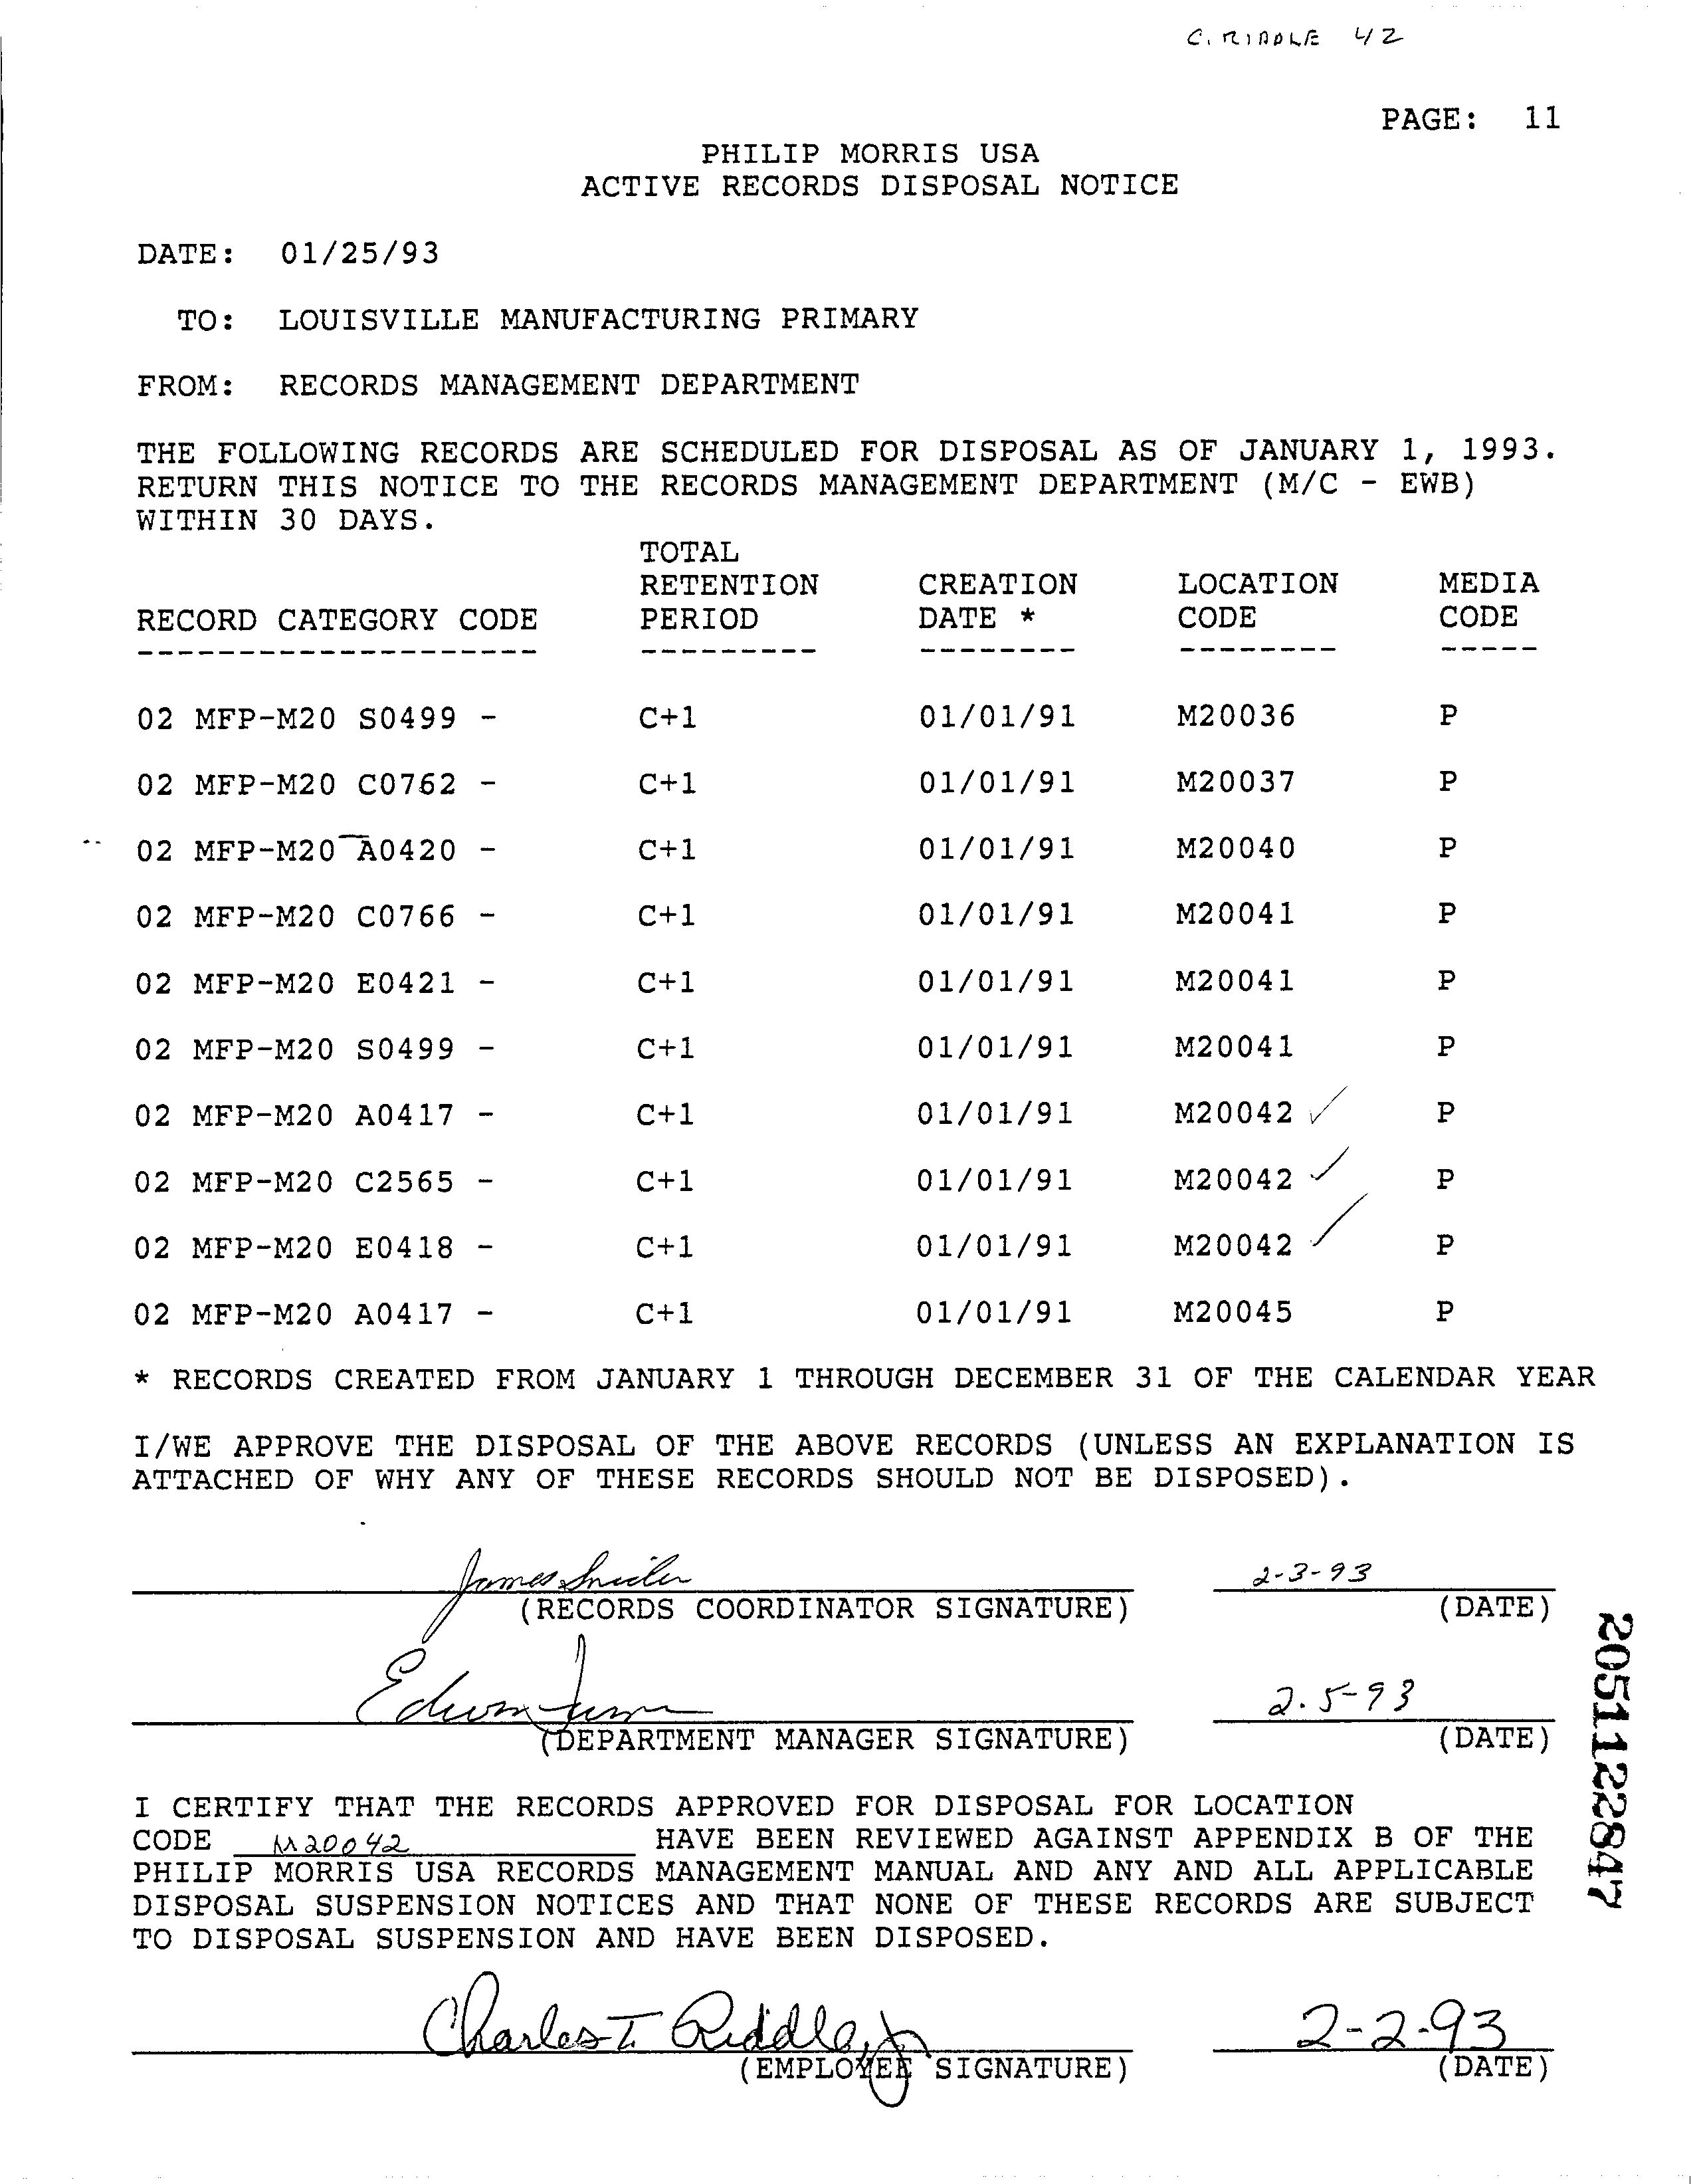 C. RIDDLE 42
PAGE: 11
PHILIP MORRIS USA
ACTIVE RECORDS DISPOSAL NOTICE
DATE: 01/25/93
TO: LOUISVILLE MANUFACTURING PRIMARY
FROM: RECORDS MANAGEMENT DEPARTMENT
THE FOLLOWING RECORDS ARE SCHEDULED FOR DISPOSAL AS OF JANUARY 1, 1993.
RETURN THIS NOTICE TO THE RECORDS MANAGEMENT DEPARTMENT (M/C - EWB)
WITHIN 30 DAYS.
TOTAL
RETENTION CREATION LOCATION MEDIA
RECORD CATEGORY CODE PERIOD DATE * CODE CODE
02 MFP-M20 S0499 - C+1 01/01/91 M20036 P
02 MFP-M20 C0762 - C+1 01/01/91 M20037 P
02 MFP-M20 A0420 - C+1 01/01/91 M20040 P
02 MFP-M20 C0766 - C+1 01/01/91 M20041 P
02 MFP-M20 E0421 - C+1 01/01/91 M20041 P
02 MFP-M20 S0499 - C+1 01/01/91 M20041 P
02 MFP-M20 A0417 - C+1 01/01/91 M20042 ✓ P
02 MFP-M20 C2565 - C+1 01/01/91 M20042 ✓ P
02 MFP-M20 E0418 - C+1 01/01/91 M20042 ✓ P
02 MFP-M20 A0417 - C+1 01/01/91 M20045 P
* RECORDS CREATED FROM JANUARY 1 THROUGH DECEMBER 31 OF THE CALENDAR YEAR
I/WE APPROVE THE DISPOSAL OF THE ABOVE RECORDS (UNLESS AN EXPLANATION IS
ATTACHED OF WHY ANY OF THESE RECORDS SHOULD NOT BE DISPOSED).
James 2-3-93
(RECORDS COORDINATOR SIGNATURE) (DATE)
2.5-93
(DEPARTMENT MANAGER SIGNATURE) (DATE)
I CERTIFY THAT THE RECORDS APPROVED FOR DISPOSAL FOR LOCATION
CODE M20042 HAVE BEEN REVIEWED AGAINST APPENDIX B OF THE
PHILIP MORRIS USA RECORDS MANAGEMENT MANUAL AND ANY AND ALL APPLICABLE
DISPOSAL SUSPENSION NOTICES AND THAT NONE OF THESE RECORDS ARE SUBJECT
TO DISPOSAL SUSPENSION AND HAVE BEEN DISPOSED.
Charles T Riddle, Jr 2-2-93
(EMPLOYEE SIGNATURE) (DATE)
2051122847